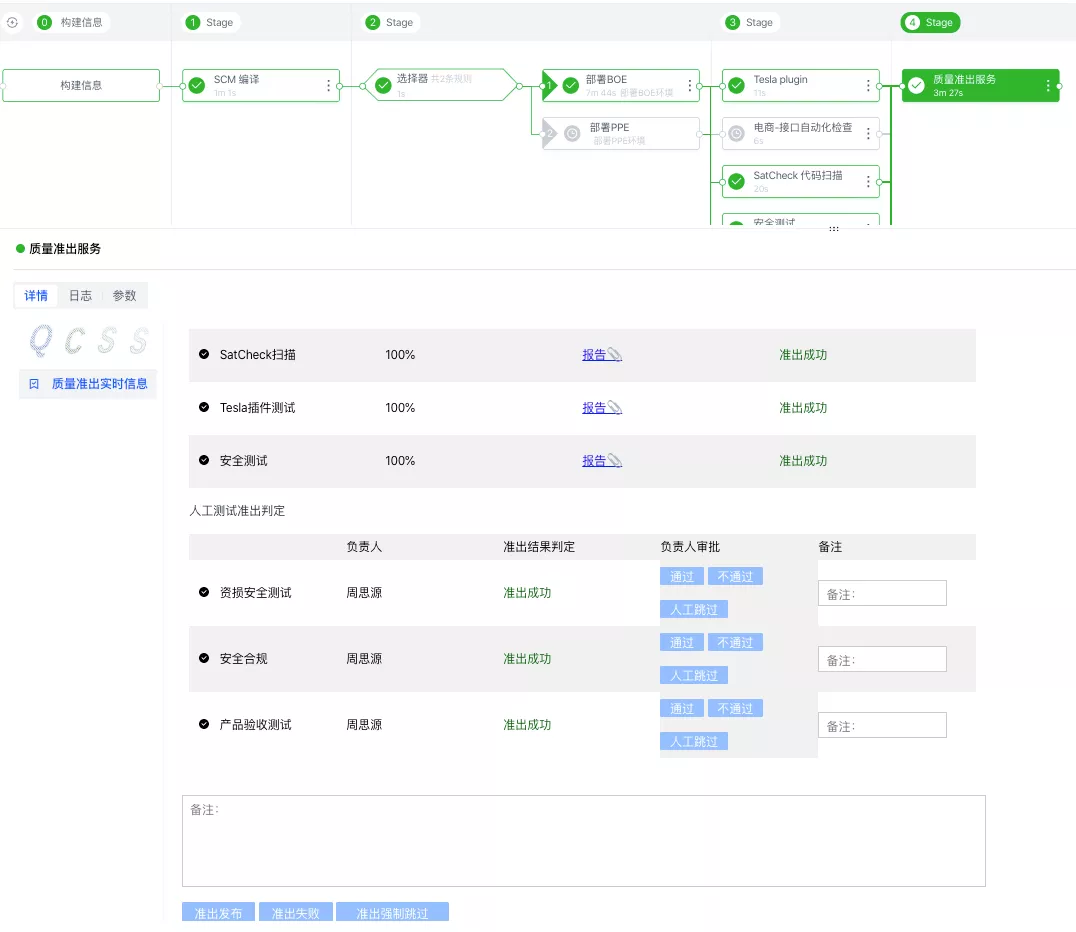 0 构建信息 1 Stage 2 Stage 3 Stage 4 Stage
构建信息
SCM 编译
1m 1s
选择器 共2条规则
1s
1 部署BOE
7m 44s 部署BOE环境
2 部署PPE
部署PPE环境
Tesla plugin
11s
电商-接口自动化检查
6s
SatCheck 代码扫描
20s
安全测试
质量准出服务
3m 27s
质量准出服务
详情 日志 参数
Q C S S
质量准出实时信息
SatCheck扫描 100% 报告 准出成功
Tesla插件测试 100% 报告 准出成功
安全测试 100% 报告 准出成功
人工测试准出判定
负责人 准出结果判定 负责人审批 备注
资损安全测试 周思源 准出成功 通过 不通过 备注:
人工跳过
安全合规 周思源 准出成功 通过 不通过 备注:
人工跳过
产品验收测试 周思源 准出成功 通过 不通过 备注:
人工跳过
备注:
准出发布 准出失败 准出强制跳过